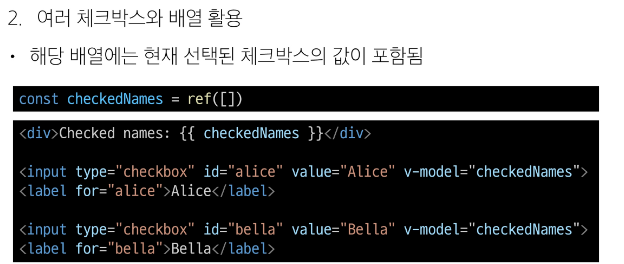 2. 여러 체크박스와 배열 활용
• 해당 배열에는 현재 선택된 체크박스의 값이 포함됨
const checkedNames = ref([])
<div>Checked names: {{ checkedNames }}</div>
<input type="checkbox" id="alice" value="Alice" v-model="checkedNames">
<label for="alice">Alice</label>
<input type="checkbox" id="bella" value="Bella" v-model="checkedNames">
<label for="bella">Bella</label>